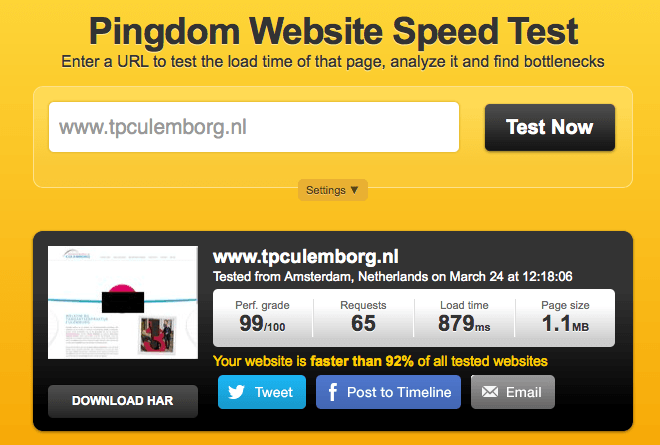 Pingdom Website Speed Test
Enter a URL to test the load time of that page, analyze it and find bottlenecks
www.tpculemborg.nl
Test Now
Settings ▼
www.tpculemborg.nl
Tested from Amsterdam, Netherlands on March 24 at 12:18:06
Perf. grade Requests Load time Page size
99/100 65 879ms 1.1MB
Your website is faster than 92% of all tested websites
DOWNLOAD HAR
Tweet
Post to Timeline
Email